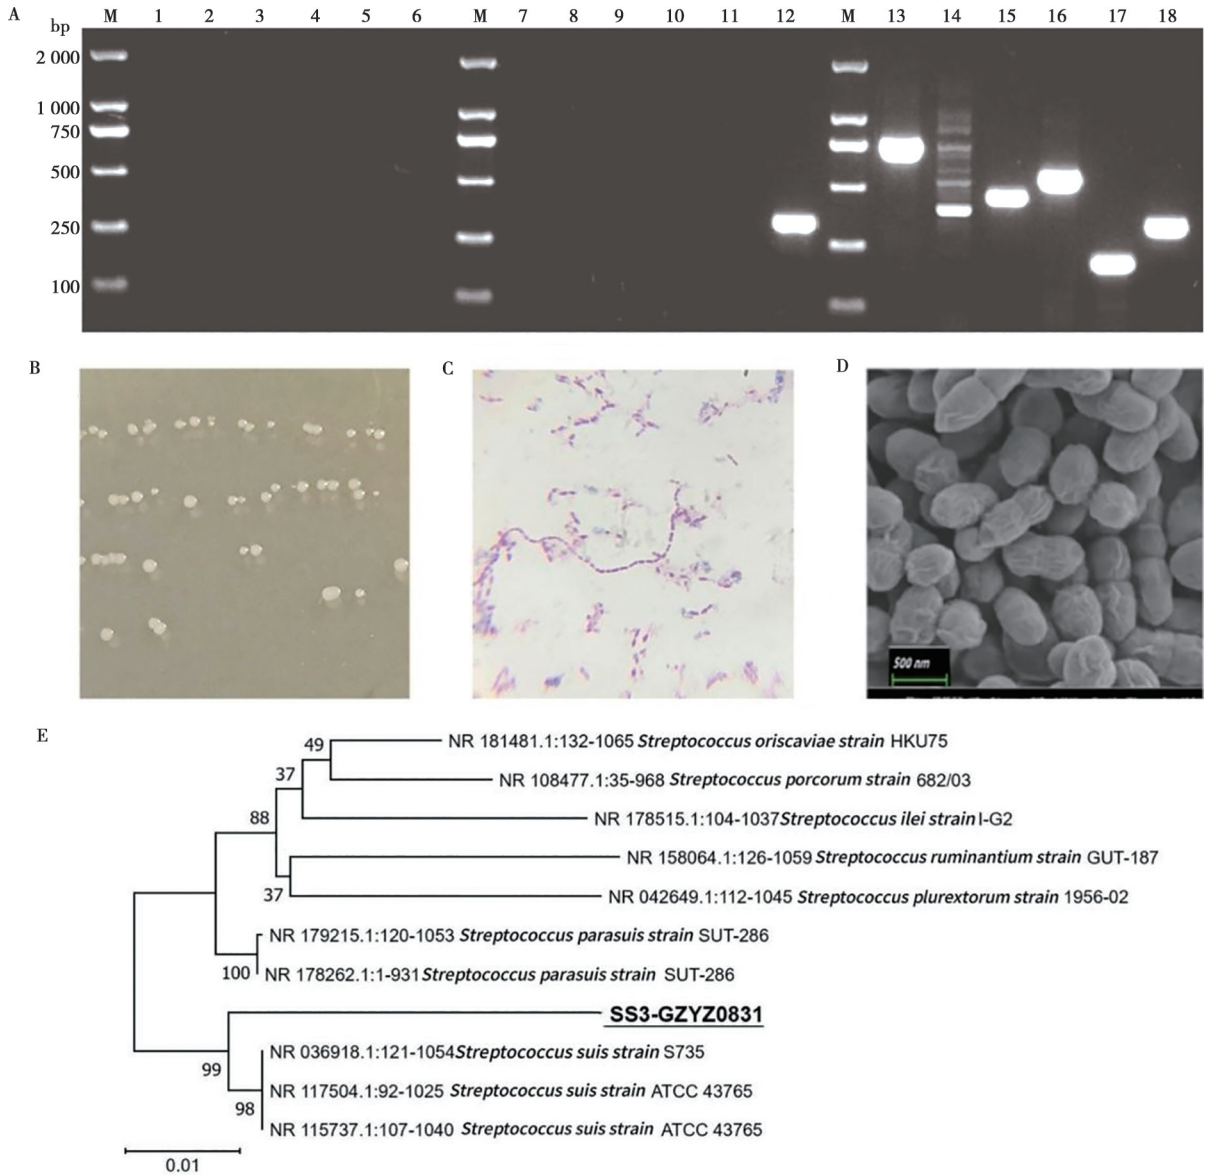 A
M 1 2 3 4 5 6 M 7 8 9 10 11 12 M 13 14 15 16 17 18
bp
2 000
1 000
750
500
250
100
B
C
D
500 nm
E
49
NR 181481.1:132-1065 Streptococcus oriscaviae strain HKU75
37
NR 108477.1:35-968 Streptococcus porcorum strain 682/03
88
NR 178515.1:104-1037Streptococcus ilei strain I-G2
NR 158064.1:126-1059 Streptococcus ruminantium strain GUT-187
37
NR 042649.1:112-1045 Streptococcus plurextorum strain 1956-02
NR 179215.1:120-1053 Streptococcus parasuis strain SUT-286
100
NR 178262.1:1-931 Streptococcus parasuis strain SUT-286
SS3-GZYZ0831
NR 036918.1:121-1054Streptococcus suis strain S735
99
NR 117504.1:92-1025 Streptococcus suis strain ATCC 43765
98
NR 115737.1:107-1040 Streptococcus suis strain ATCC 43765
0.01